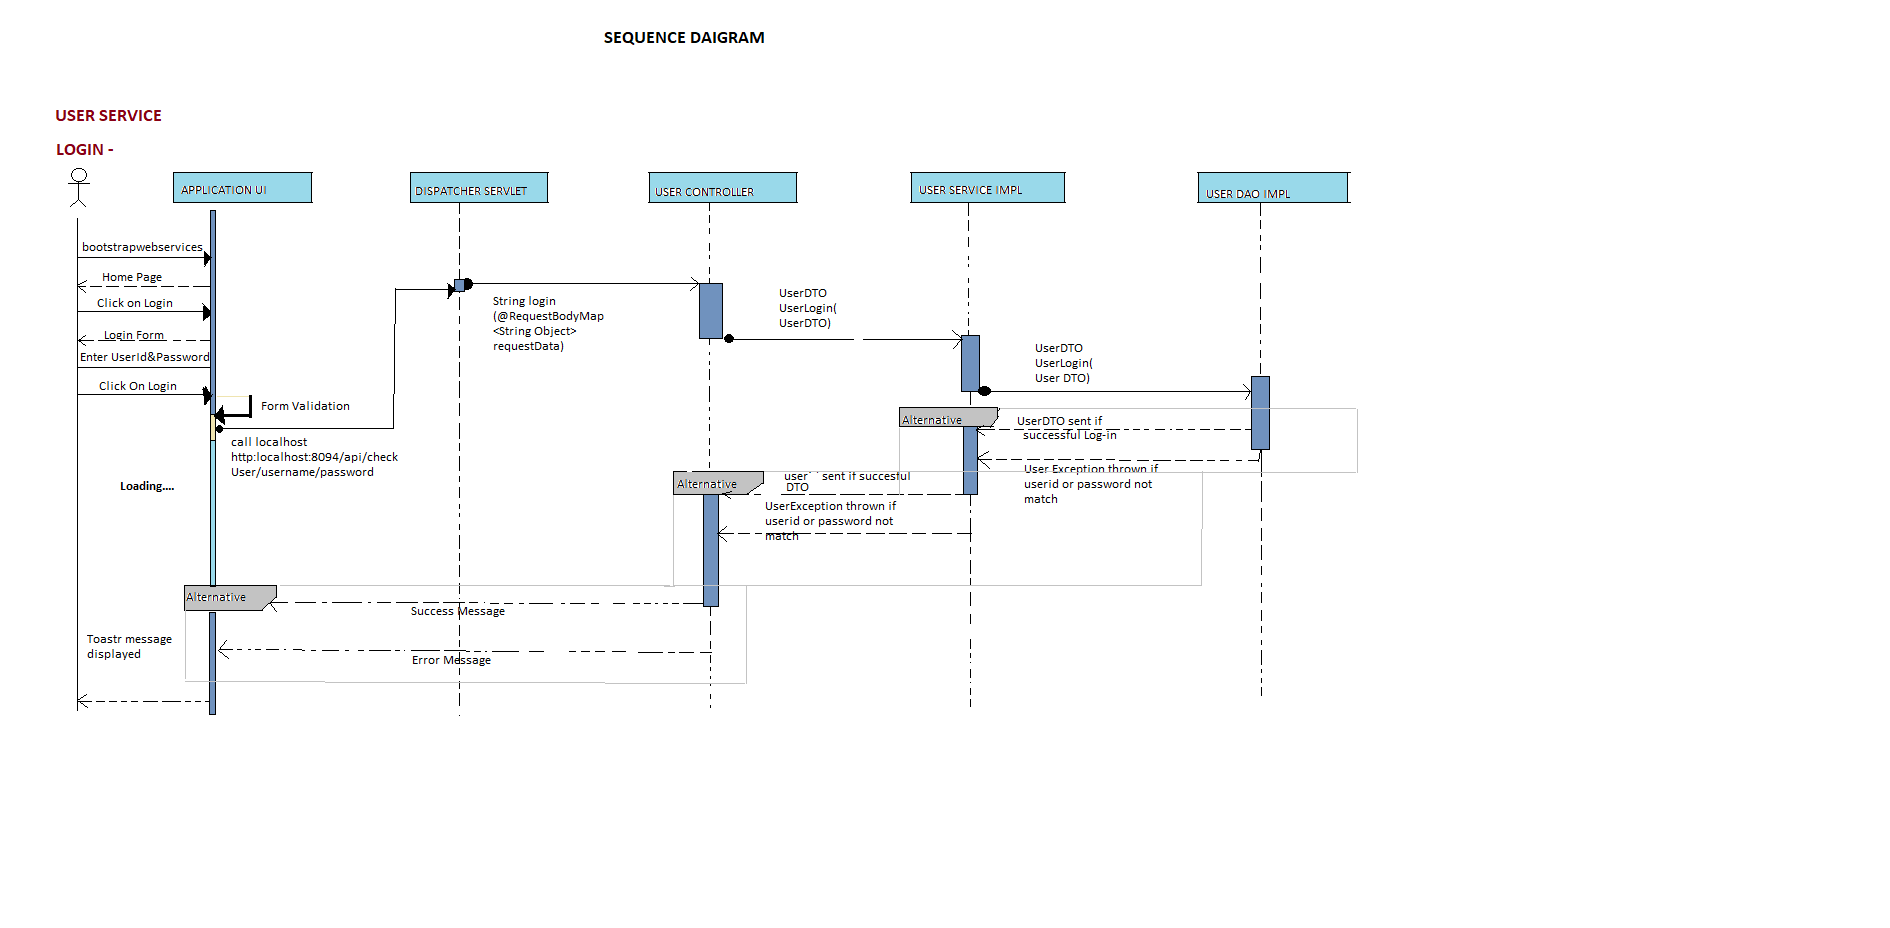 SEQUENCE DAIGRAM
USER SERVICE
LOGIN -
APPLICATION UI
DISPATCHER SERVLET
USER CONTROLLER
USER SERVICE IMPL
USER DAO IMPL
bootstrapwebservices
Home Page
Click on Login
Login Form
Enter UserId&Password
Click On Login
Form Validation
call localhost
http:localhost:8094/api/check
User/username/password
Loading....
String login
(@RequestBodyMap
<String Object>
requestData)
UserDTO
UserLogin(
UserDTO)
UserDTO
UserLogin(
User DTO)
Alternative
UserDTO sent if
successful Log-in
User Exception thrown if
userid or password not
match
Alternative
user sent if succesful
DTO
UserException thrown if
userid or password not
match
Alternative
Success Message
Error Message
Toastr message
displayed